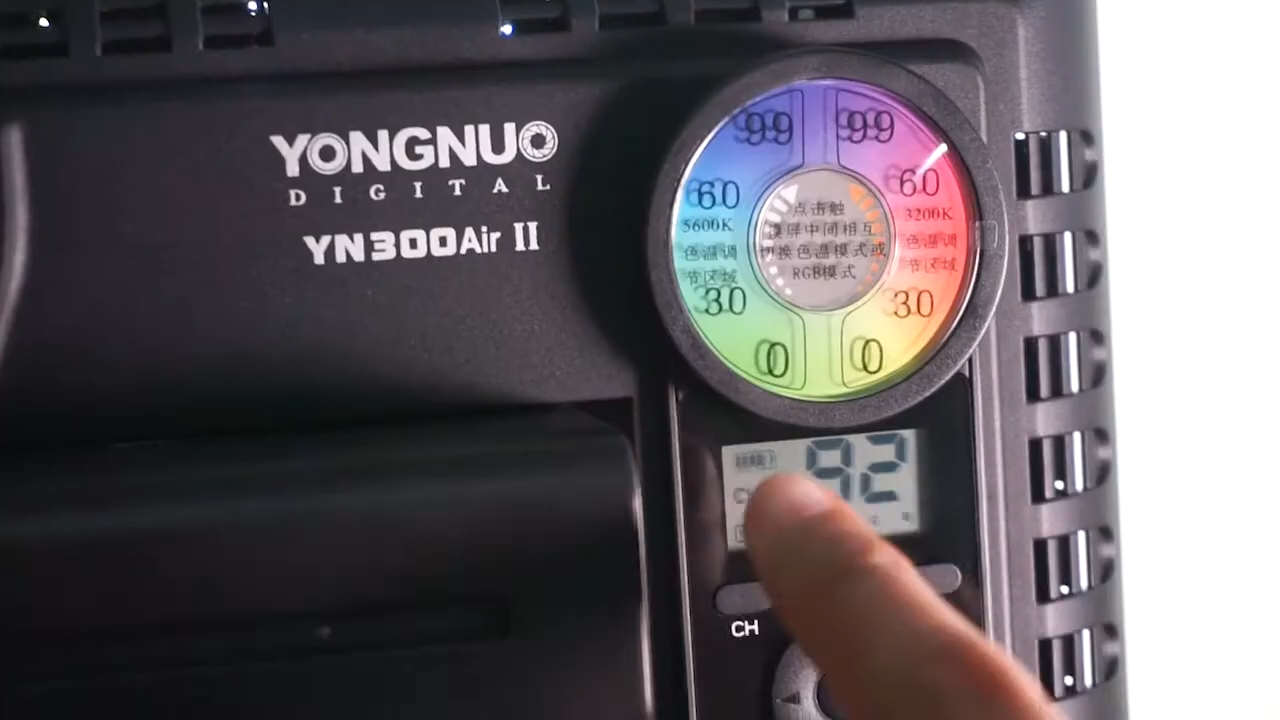 YONGNUO
DIGITAL
YN300Air II
99
99
60
60
5600K
3200K
色温调
节区域
色温调
节区域
点击触
摸屏中间相互
切换色温模式或
RGB模式
30
30
0
0
92
CH